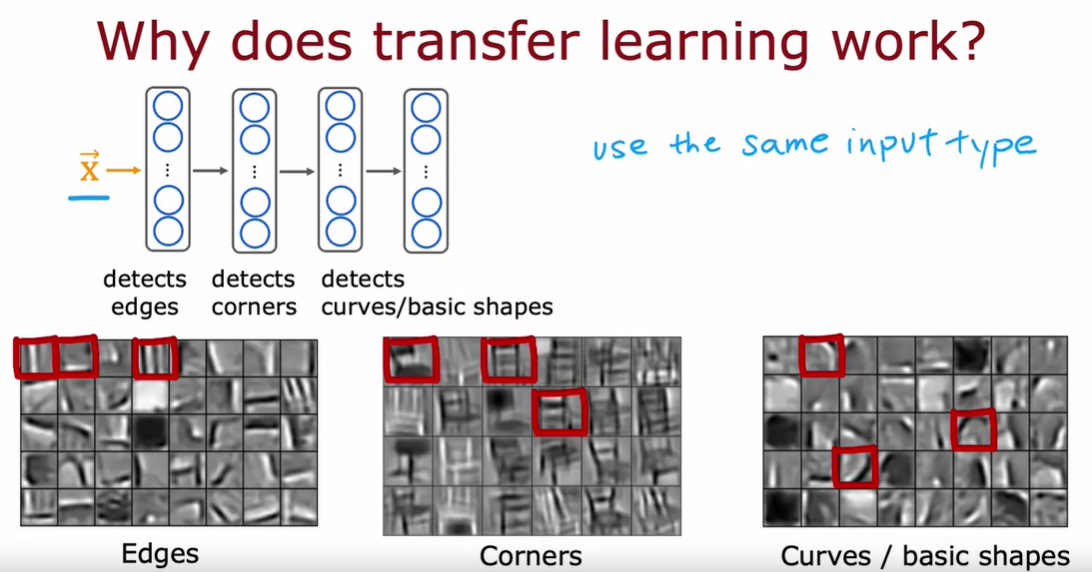 Why does transfer learning work?
use the same input type
x
detects detects detects
edges corners curves/basic shapes
Edges
Corners
Curves / basic shapes